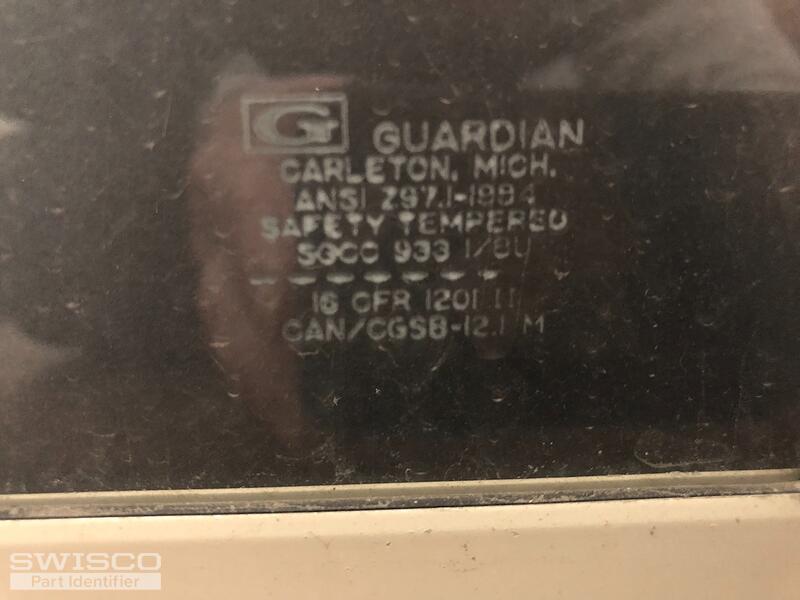 G GUARDIAN
CARLETON, MICH.
ANSI Z97.1-1984
SAFETY TEMPERED
SGCC 933 1/8U
16 CFR 1201 II
CAN/CGSB-12.1 M
SWISCO
Part Identifier